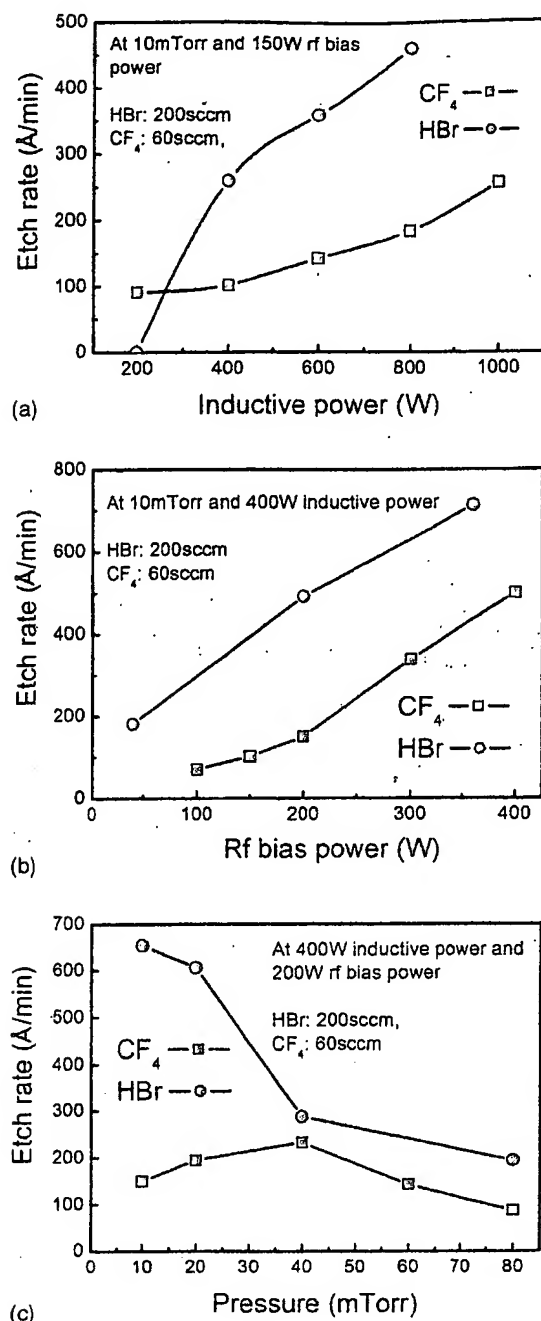 500
400
300
200
100
0
Etch rate (Å/min)
At 10mTorr and 150W rf bias
power
HBr: 200sccm
CF₄: 60sccm,
CF₄
HBr
200 400 600 800 1000
Inductive power (W)
(a)
800
600
400
200
0
Etch rate (Å/min)
At 10mTorr and 400W inductive power
HBr: 200sccm
CF₄: 60sccm
CF₄
HBr
0 100 200 300 400
Rf bias power (W)
(b)
700
600
500
400
300
200
100
0
Etch rate (Å/min)
At 400W inductive power and
200W rf bias power
HBr: 200sccm,
CF₄: 60sccm
CF₄
HBr
0 10 20 30 40 50 60 70 80
Pressure (mTorr)
(c)